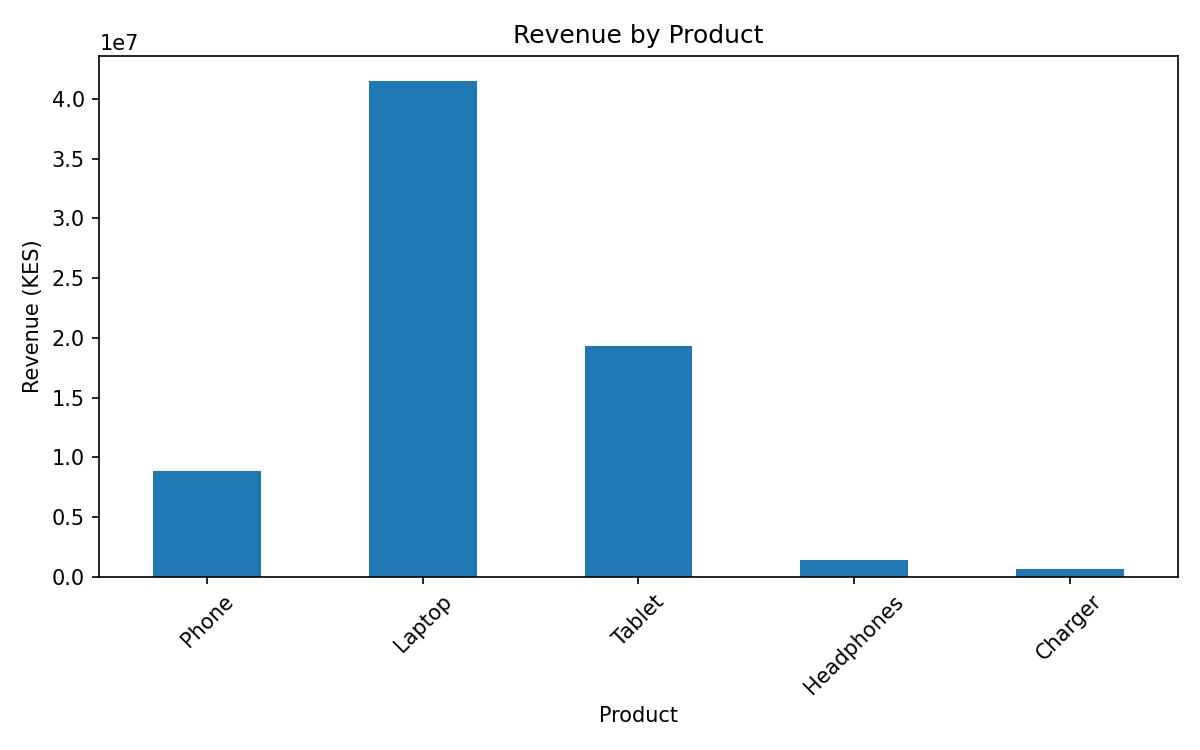 Revenue by Product
1e7
4.0
3.5
3.0
2.5
2.0
1.5
1.0
0.5
0.0
Revenue (KES)
Phone
Laptop
Tablet
Headphones
Charger
Product